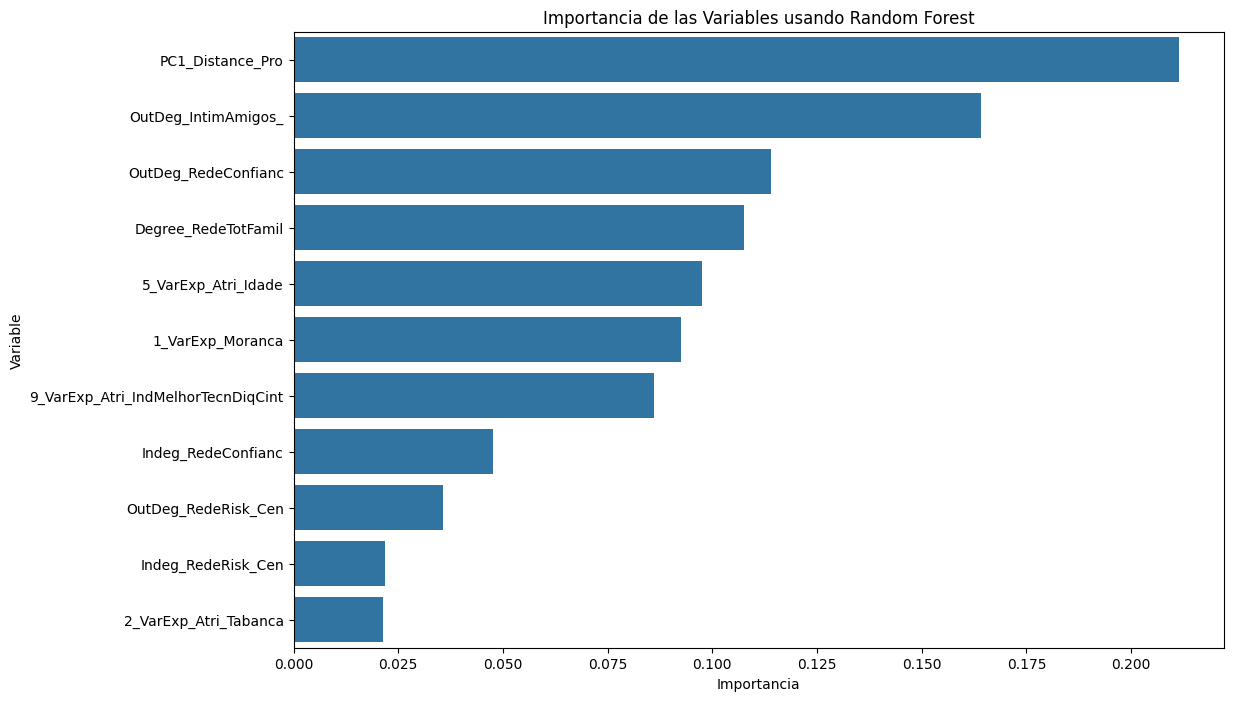 Importancia de las Variables usando Random Forest
Variable
PC1_Distance_Pro
OutDeg_IntimAmigos_
OutDeg_RedeConfianc
Degree_RedeTotFamil
5_VarExp_Atri_Idade
1_VarExp_Moranca
9_VarExp_Atri_IndMelhorTecnDiqCint
Indeg_RedeConfianc
OutDeg_RedeRisk_Cen
Indeg_RedeRisk_Cen
2_VarExp_Atri_Tabanca
0.000 0.025 0.050 0.075 0.100 0.125 0.150 0.175 0.200
Importancia